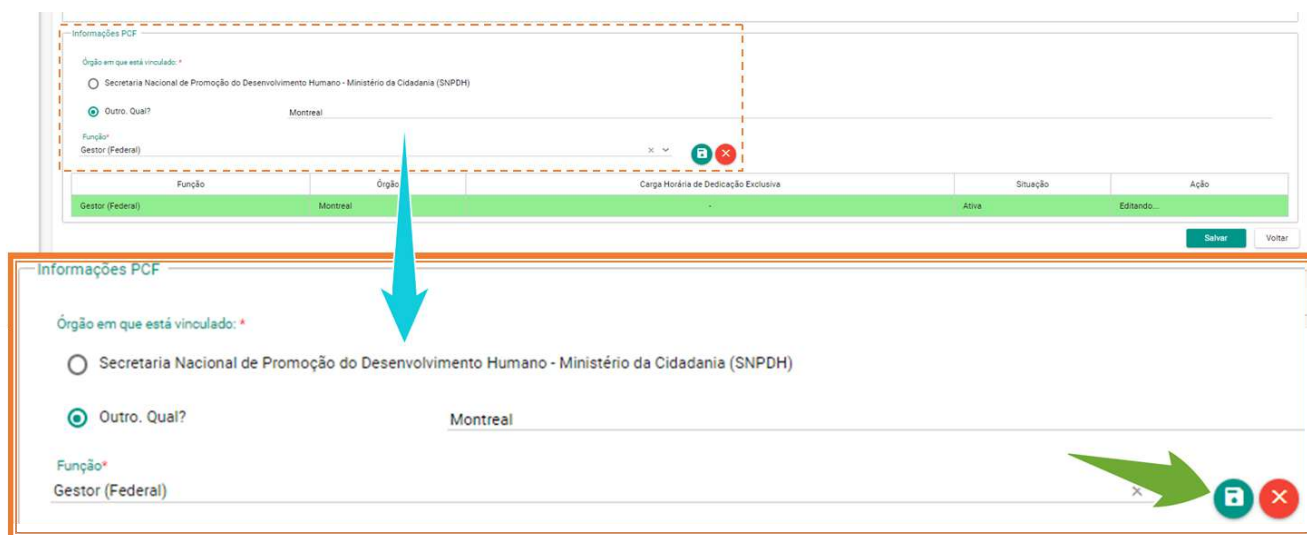 Informações PCF
Órgão em que está vinculado: *
Secretaria Nacional de Promoção do Desenvolvimento Humano - Ministério da Cidadania (SNPDH)
Outro. Qual? Montreal
Função*
Gestor (Federal)
Função Órgão Carga Horária de Dedicação Exclusiva Situação Ação
Gestor (Federal) Montreal - Ativa Editando...
Salvar Voltar
Informações PCF
Órgão em que está vinculado: *
Secretaria Nacional de Promoção do Desenvolvimento Humano - Ministério da Cidadania (SNPDH)
Outro. Qual? Montreal
Função*
Gestor (Federal)